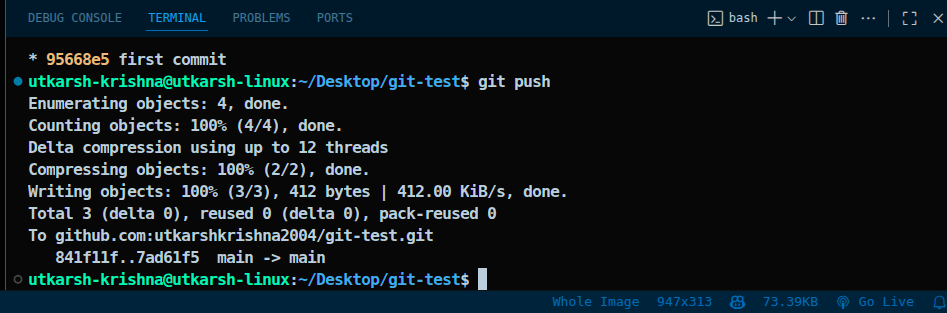 DEBUG CONSOLE TERMINAL PROBLEMS PORTS bash
* 95668e5 first commit
utkarsh-krishna@utkarsh-linux:~/Desktop/git-test$ git push
Enumerating objects: 4, done.
Counting objects: 100% (4/4), done.
Delta compression using up to 12 threads
Compressing objects: 100% (2/2), done.
Writing objects: 100% (3/3), 412 bytes | 412.00 KiB/s, done.
Total 3 (delta 0), reused 0 (delta 0), pack-reused 0
To github.com:utkarshkrishna2004/git-test.git
841f11f..7ad61f5  main -> main
utkarsh-krishna@utkarsh-linux:~/Desktop/git-test$
Whole Image 947x313 73.39KB Go Live